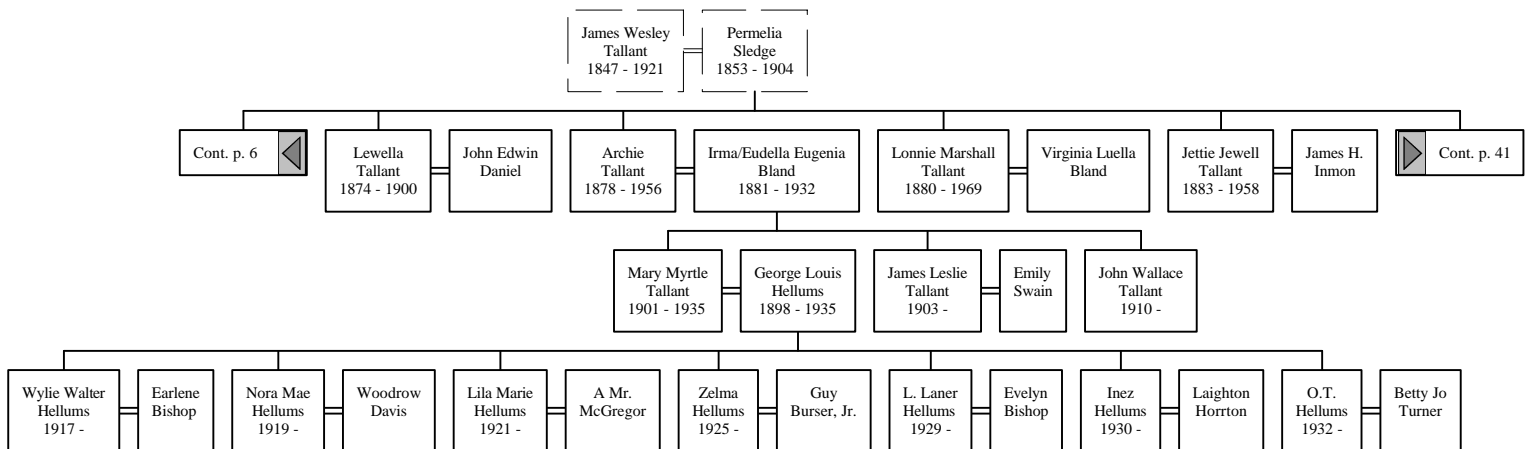 James Wesley
Tallant
1847 - 1921
Permelia
Sledge
1853 - 1904
Cont. p. 6
Lewella
Tallant
1874 - 1900
John Edwin
Daniel
Archie
Tallant
1878 - 1956
Irma/Eudella Eugenia
Bland
1881 - 1932
Lonnie Marshall
Tallant
1880 - 1969
Virginia Luella
Bland
Jettie Jewell
Tallant
1883 - 1958
James H.
Inmon
Cont. p. 41
Mary Myrtle
Tallant
1901 - 1935
George Louis
Hellums
1898 - 1935
James Leslie
Tallant
1903 -
Emily
Swain
John Wallace
Tallant
1910 -
Wylie Walter
Hellums
1917 -
Earlene
Bishop
Nora Mae
Hellums
1919 -
Woodrow
Davis
Lila Marie
Hellums
1921 -
A Mr.
McGregor
Zelma
Hellums
1925 -
Guy
Burser, Jr.
L. Laner
Hellums
1929 -
Evelyn
Bishop
Inez
Hellums
1930 -
Laighton
Horrton
O.T.
Hellums
1932 -
Betty Jo
Turner